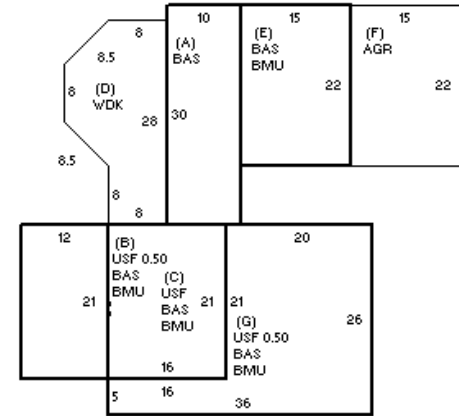 8
10
15
15
(A)
BAS
(E)
BAS
BMU
(F)
AGR
8.5
8
(D)
WDK
22
22
28
30
8.5
8
8
12
20
(B)
USF 0.50
BAS
BMU
(C)
USF
BAS
BMU
21
21
21
(G)
USF 0.50
BAS
BMU
26
16
5
16
36